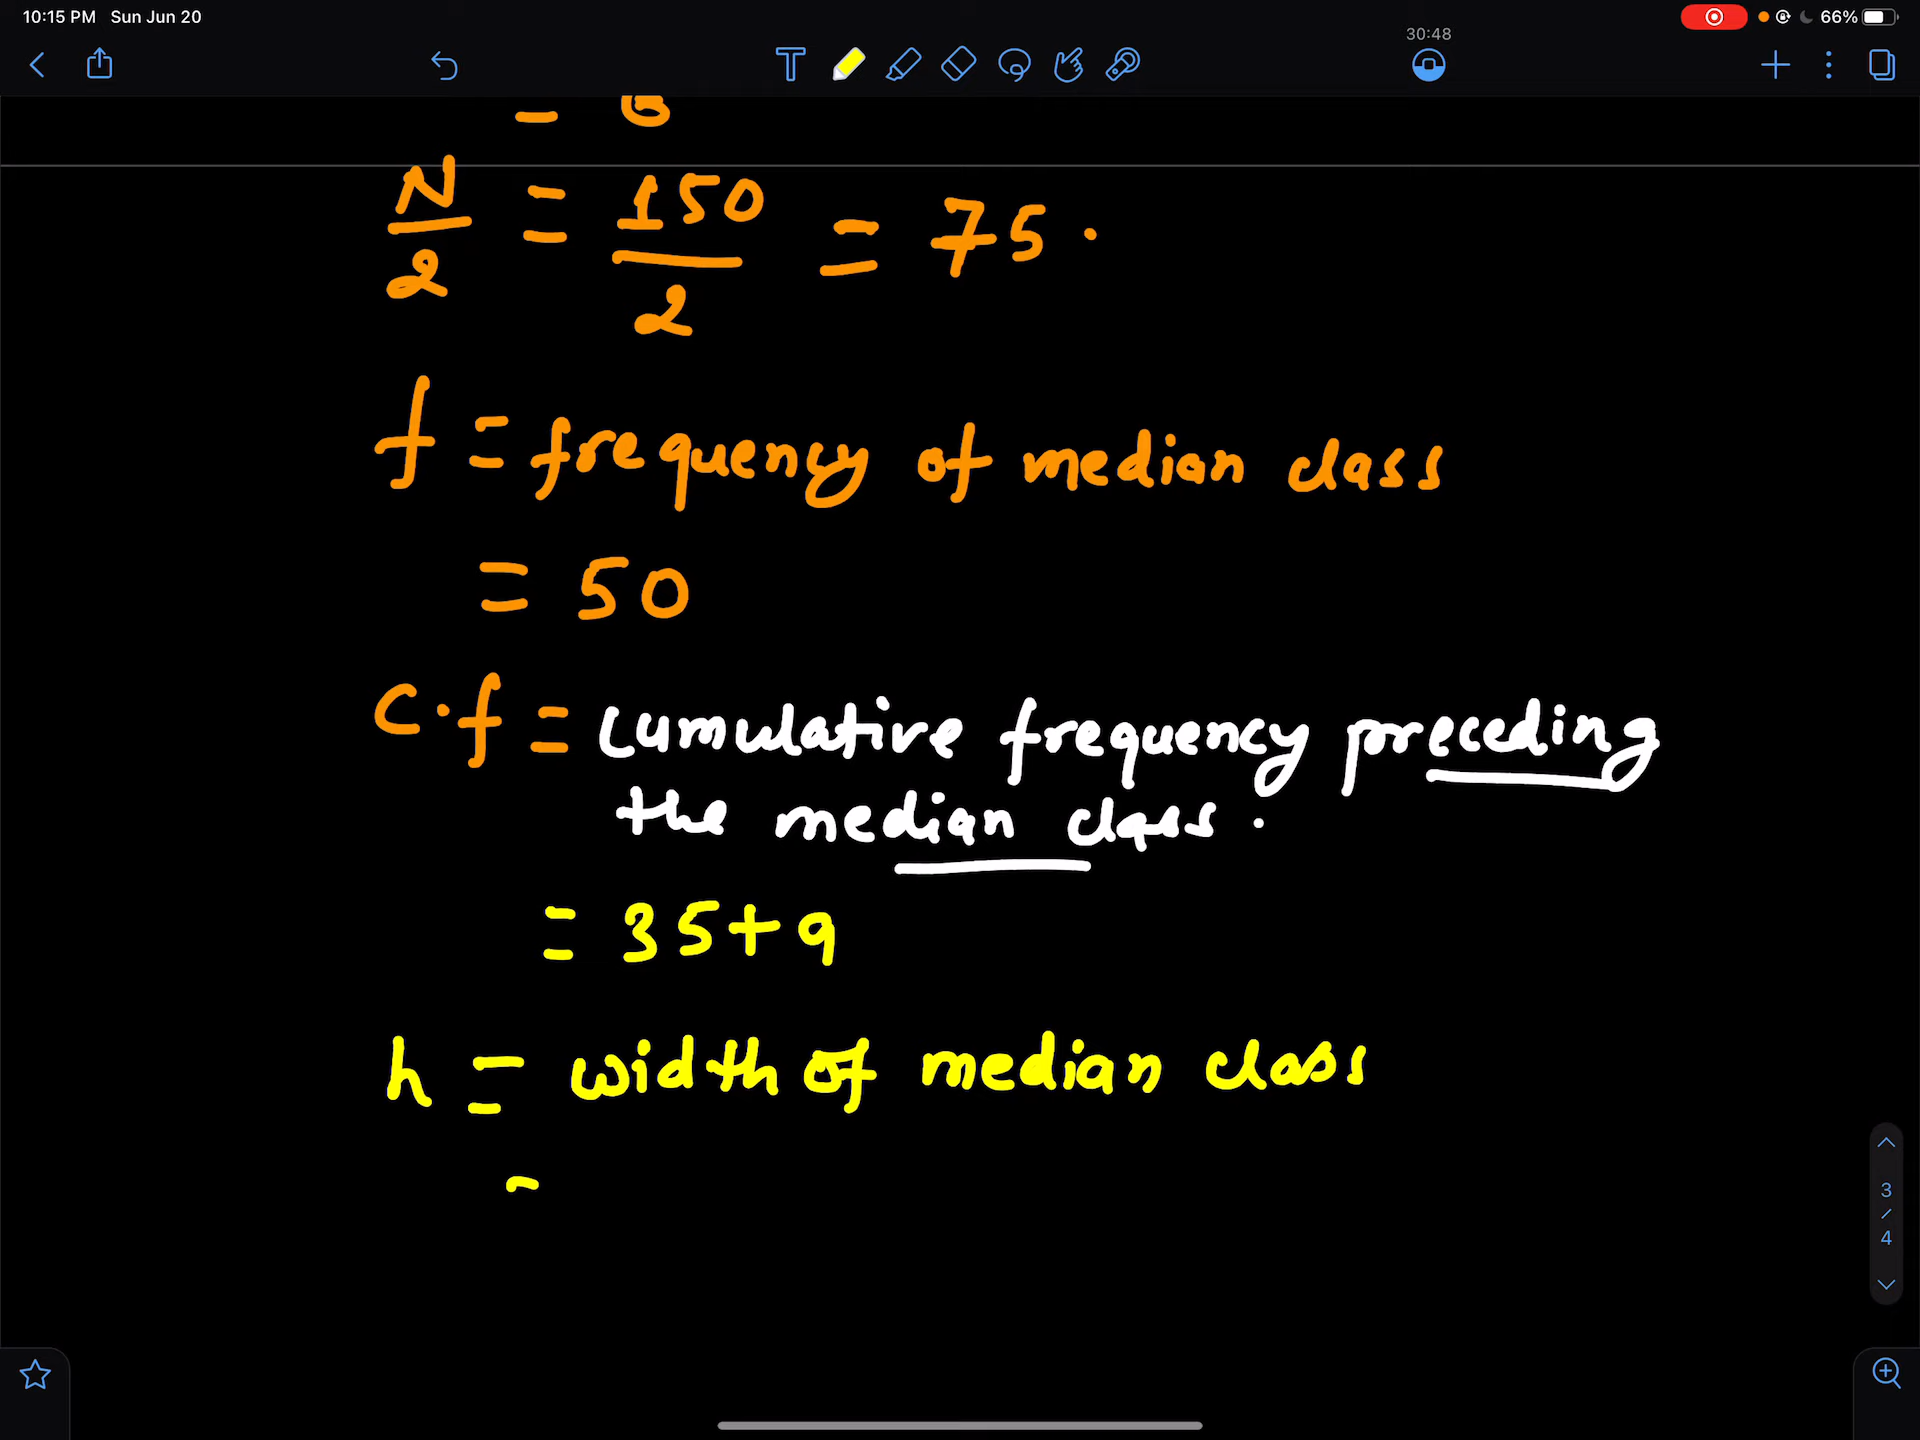 10:15 PM Sun Jun 20
66%
30:48
N/2 = 150/2 = 75.
f = frequency of median class
= 50
C.f = cumulative frequency preceding
the median class.
= 35+9
h = width of median class
3
/
4